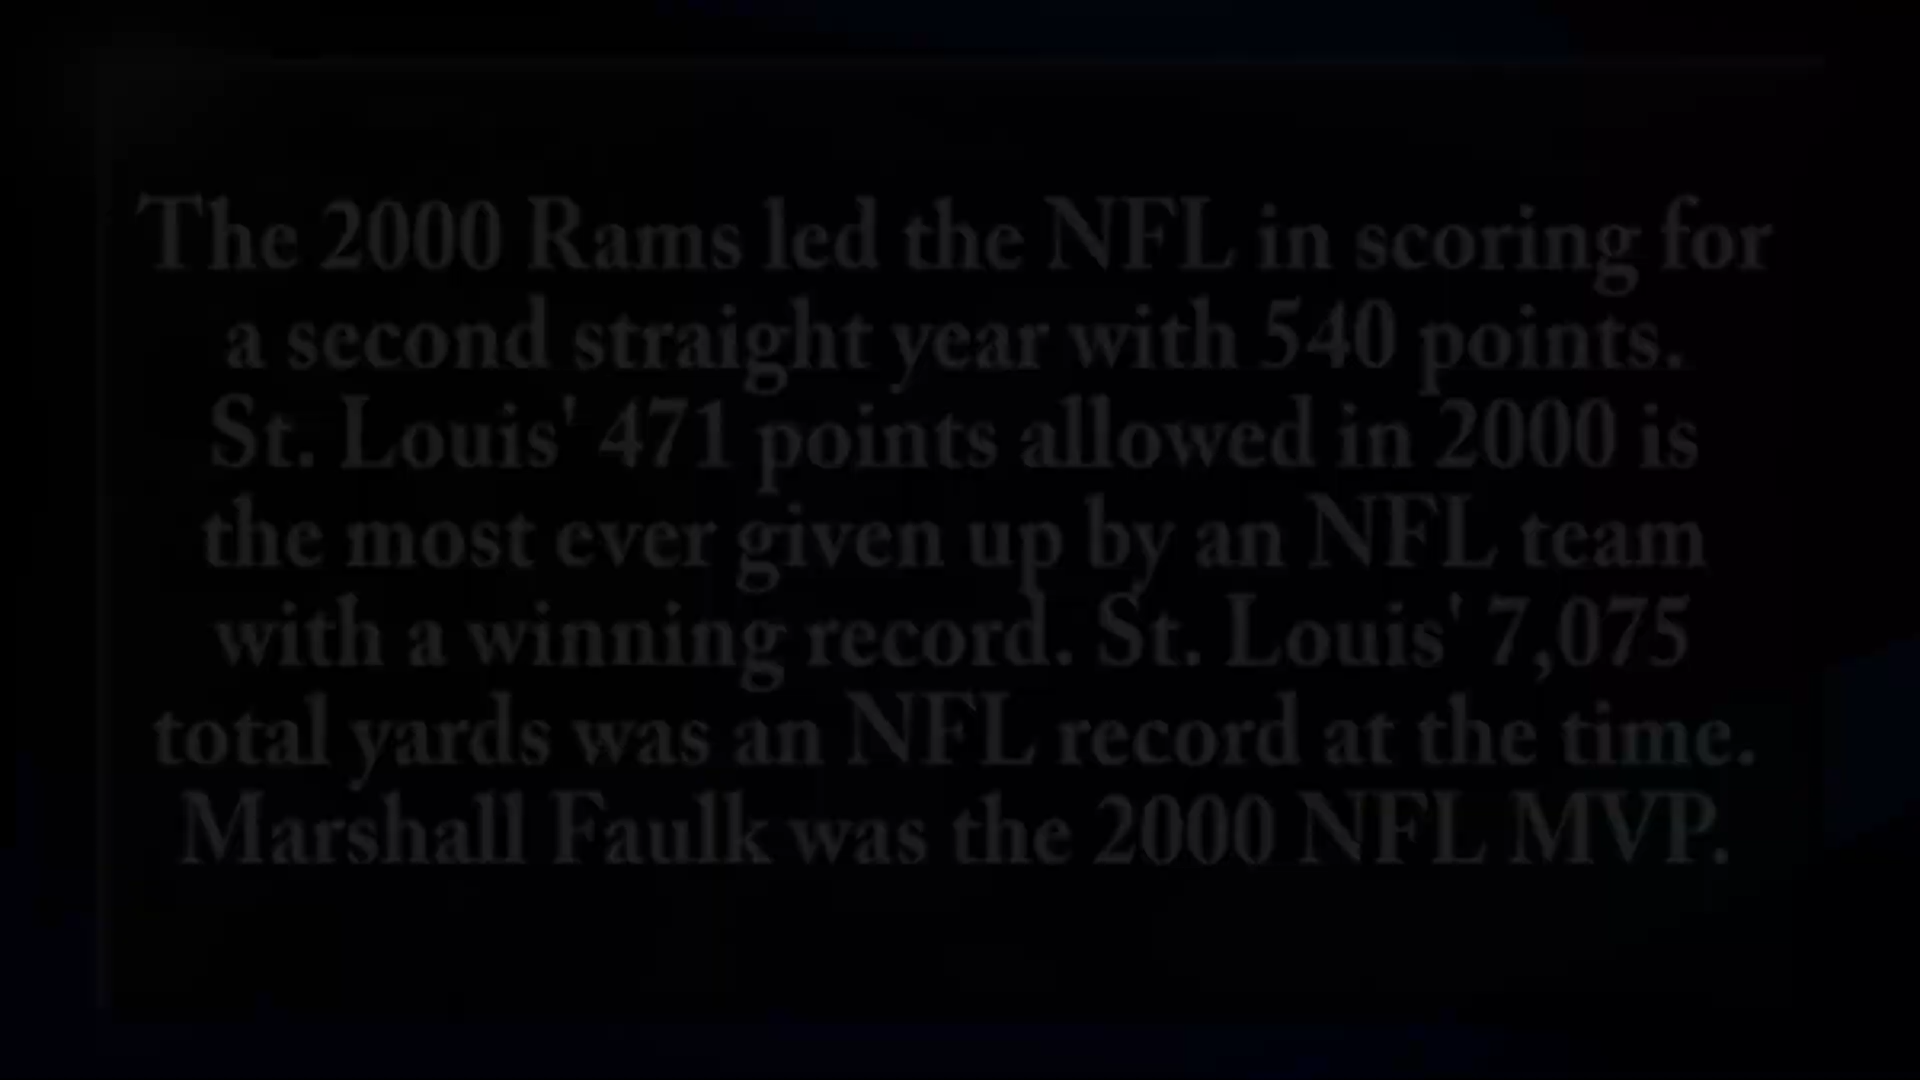 The 2000 Rams led the NFL in scoring for
a second straight year with 540 points.
St. Louis' 471 points allowed in 2000 is
the most ever given up by an NFL team
with a winning record. St. Louis' 7,075
total yards was an NFL record at the time.
Marshall Faulk was the 2000 NFL MVP.